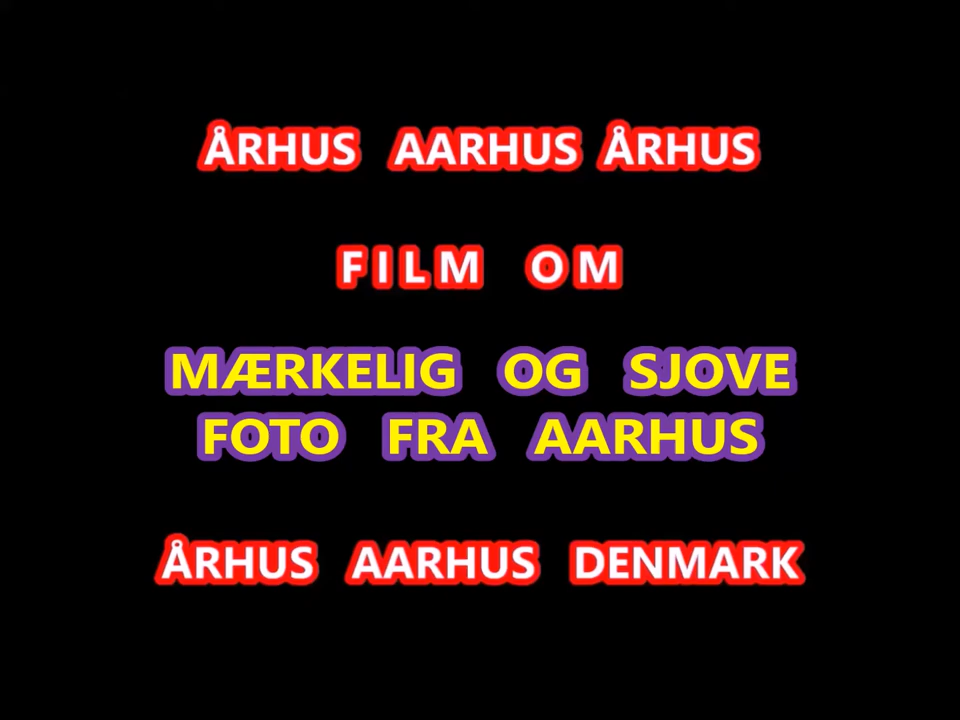 ÅRHUS AARHUS ÅRHUS
FILM OM
MÆRKELIG OG SJOVE
FOTO FRA AARHUS
ÅRHUS AARHUS DENMARK